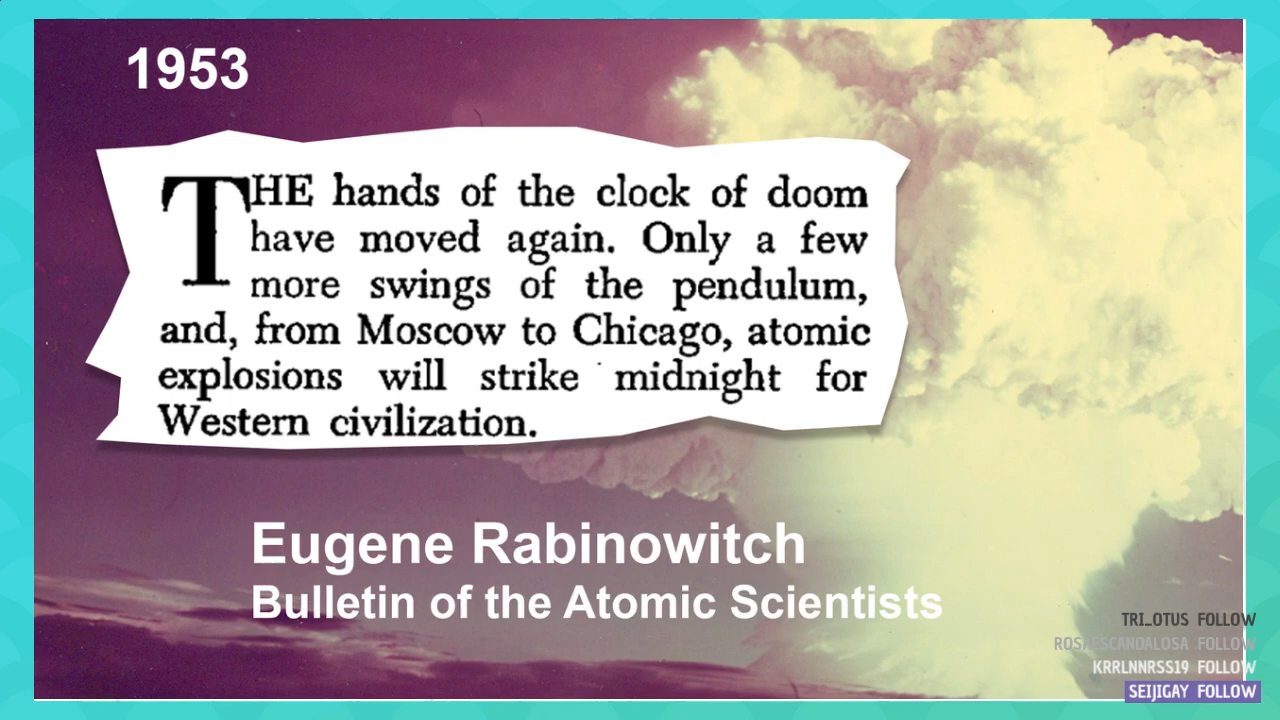 1953
THE hands of the clock of doom
have moved again. Only a few
more swings of the pendulum,
and, from Moscow to Chicago, atomic
explosions will strike midnight for
Western civilization.
Eugene Rabinowitch
Bulletin of the Atomic Scientists
TRI_OTUS FOLLOW
FOLLOW
KRRLNNRSS19 FOLLOW
SEIJIGAY FOLLOW